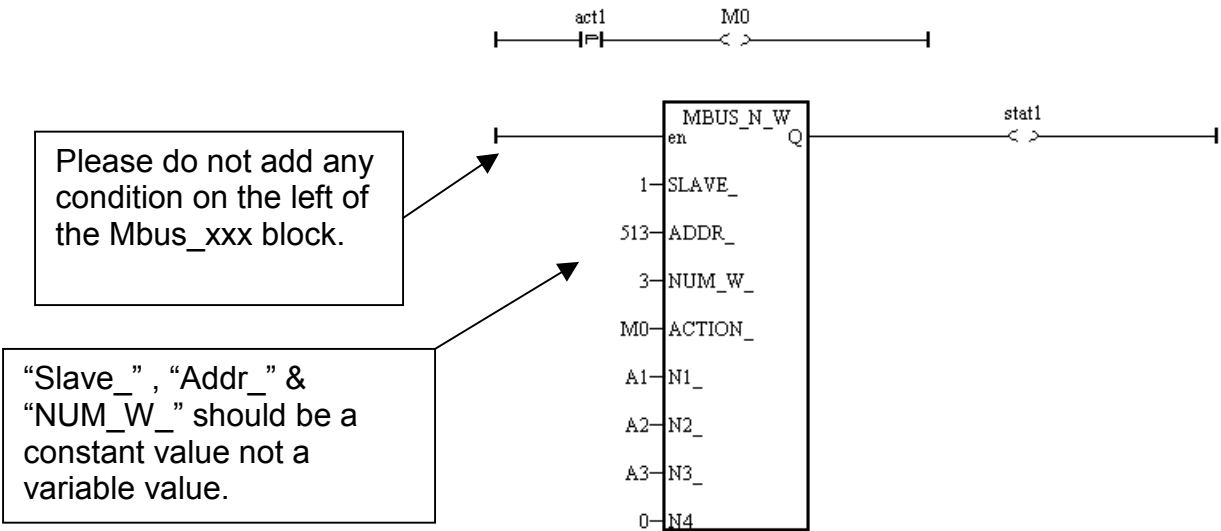 act1 M0
P
MBUS_N_W
en Q
stat1
Please do not add any
condition on the left of
the Mbus_xxx block.
1 SLAVE_
513 ADDR_
3 NUM_W_
M0 ACTION_
A1 N1_
A2 N2_
A3 N3_
0 N4
“Slave_” , “Addr_” &
“NUM_W_” should be a
constant value not a
variable value.